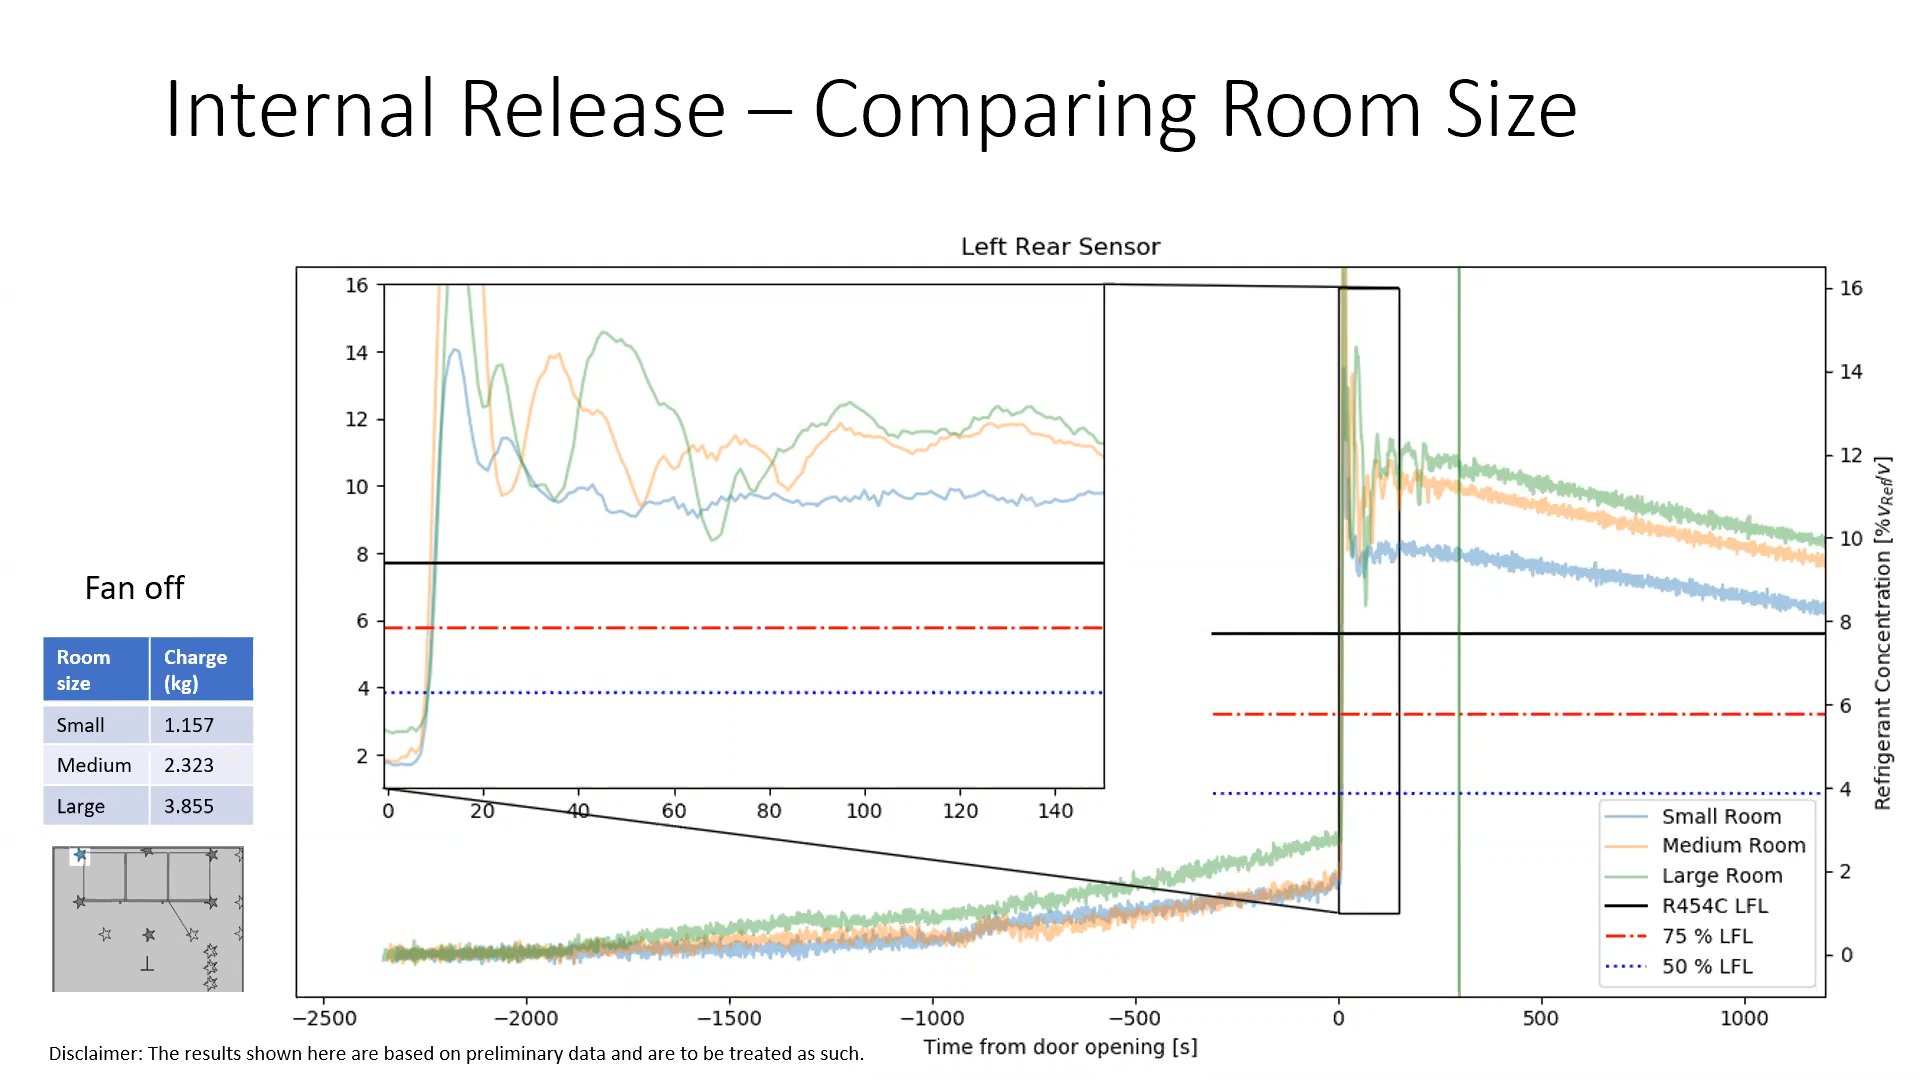 Internal Release – Comparing Room Size
Left Rear Sensor
16
14
12
10
8
6
4
2
0 20 40 60 80 100 120 140
16
14
12
10
8
6
4
2
0
Refrigerant Concentration [%v_Ref/v]
Fan off
Room size Charge (kg)
Small 1.157
Medium 2.323
Large 3.855
Small Room
Medium Room
Large Room
R454C LFL
75 % LFL
50 % LFL
−2500 −2000 −1500 −1000 −500 0 500 1000
Time from door opening [s]
Disclaimer: The results shown here are based on preliminary data and are to be treated as such.